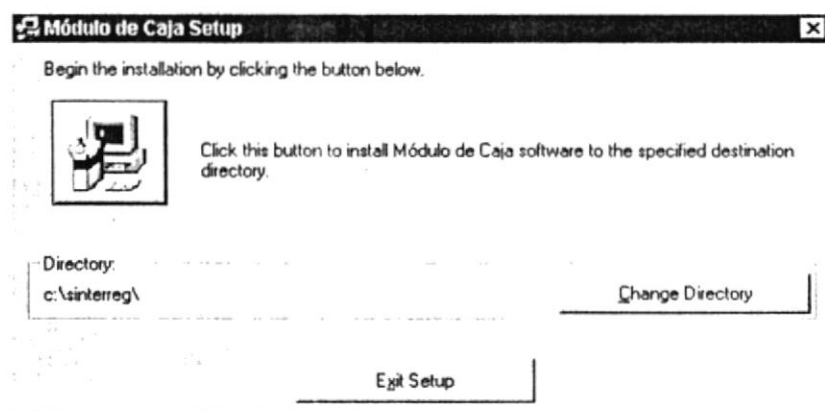 Módulo de Caja Setup
Begin the installation by clicking the button below.
Click this button to install Módulo de Caja software to the specified destination
directory.
Directory:
c:\sinterreg\
Change Directory
Exit Setup